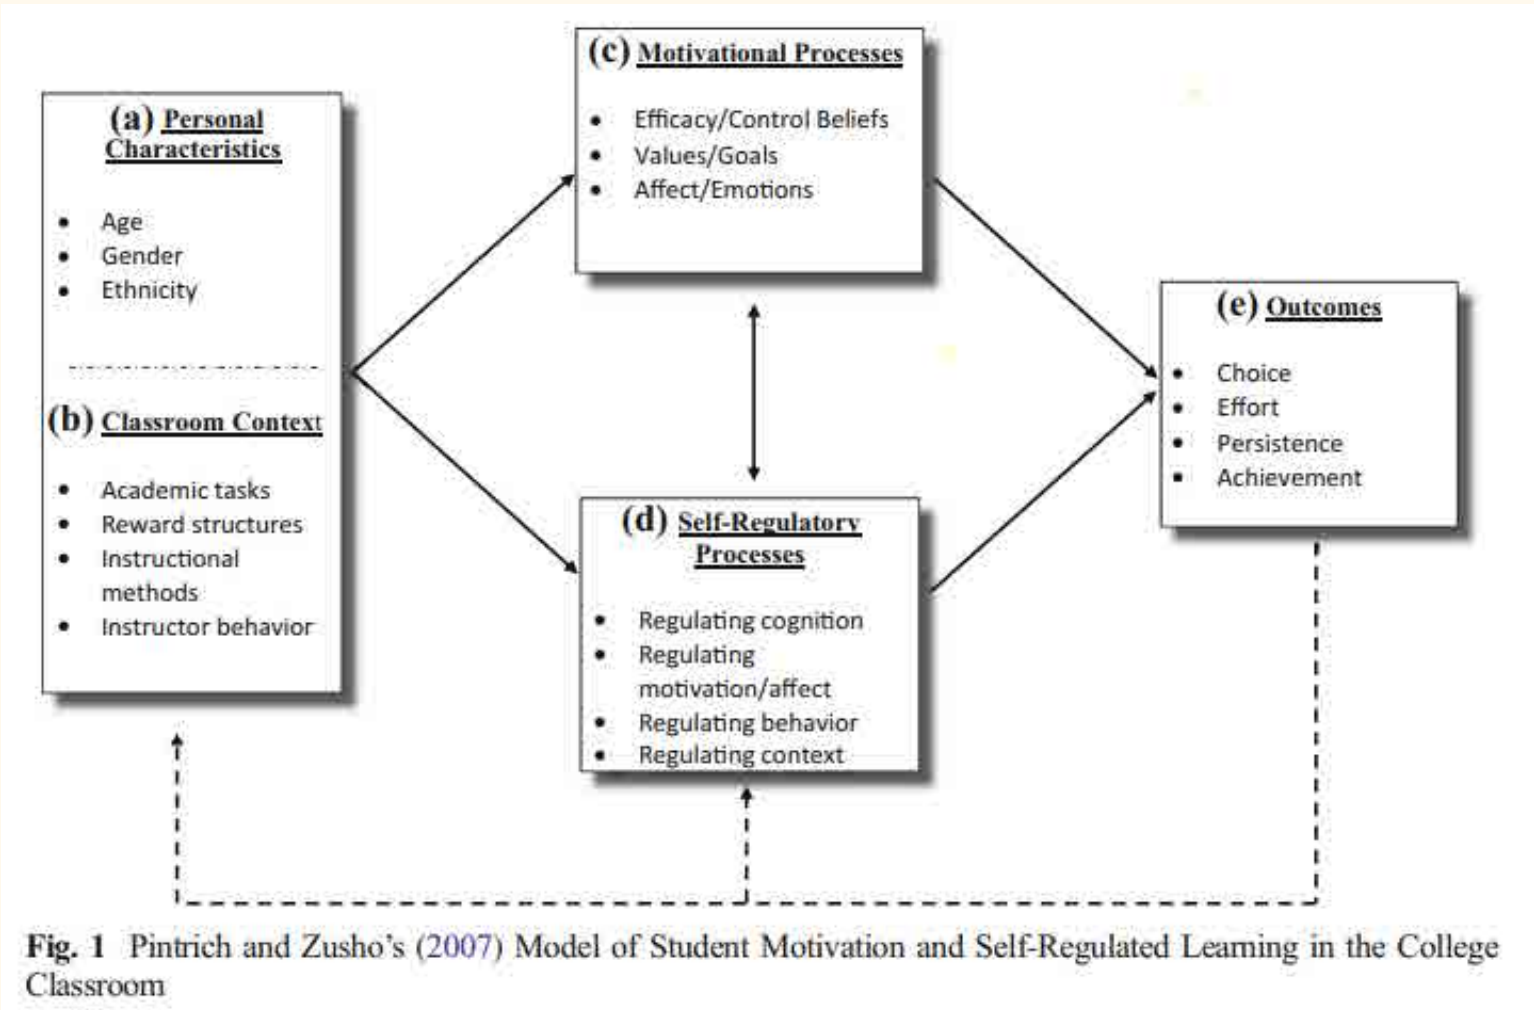 (a) Personal
Characteristics
• Age
• Gender
• Ethnicity
(b) Classroom Context
• Academic tasks
• Reward structures
• Instructional
methods
• Instructor behavior
(c) Motivational Processes
• Efficacy/Control Beliefs
• Values/Goals
• Affect/Emotions
(d) Self-Regulatory
Processes
• Regulating cognition
• Regulating
motivation/affect
• Regulating behavior
• Regulating context
(e) Outcomes
• Choice
• Effort
• Persistence
• Achievement
Fig. 1 Pintrich and Zusho's (2007) Model of Student Motivation and Self-Regulated Learning in the College
Classroom